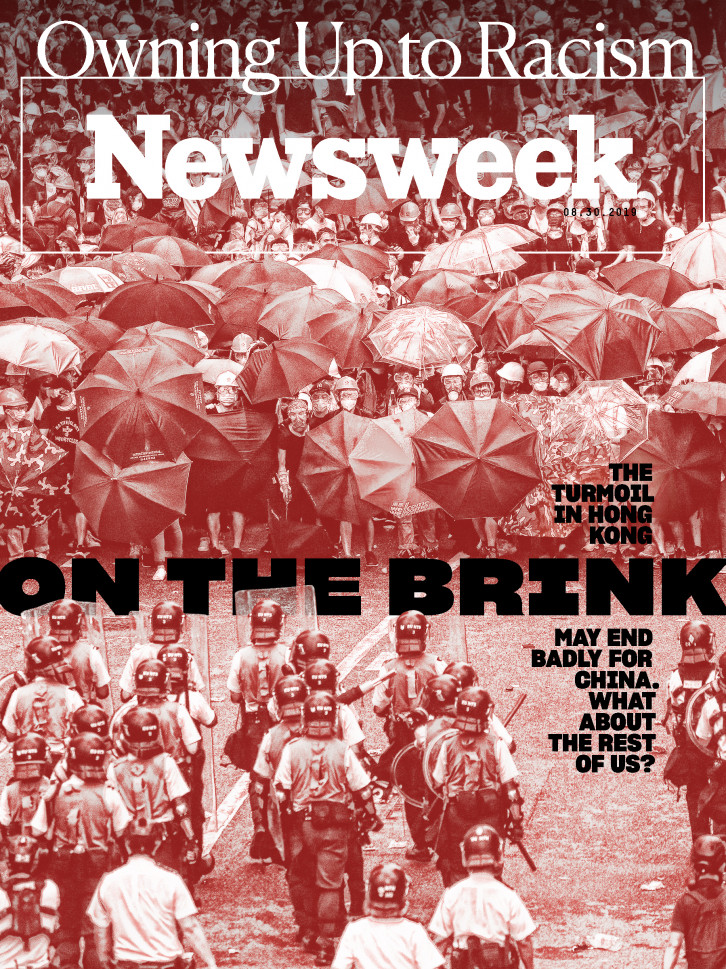 Owning Up to Racism
Newsweek
08.30.2019
THE
TURMOIL
IN HONG
KONG
ON THE BRINK
MAY END
BADLY FOR
CHINA.
WHAT
ABOUT
THE REST
OF US?